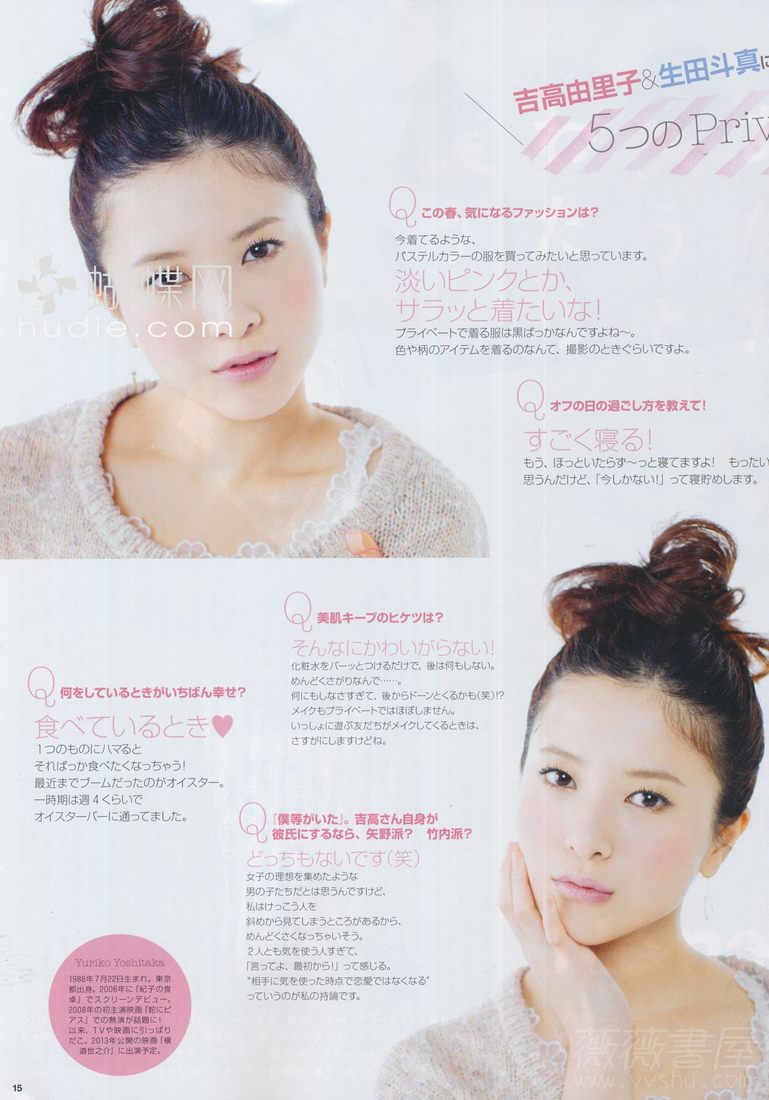 吉高由里子&生田斗真に
5つのPriv
Q この春、気になるファッションは?
今着てるような、
パステルカラーの服を買ってみたいと思っています。
淡いピンクとか、
サラッと着たいな!
プライベートで着る服は黒ばっかなんですよね〜。
色や柄のアイテムを着るのなんて、撮影のときぐらいですよ。
Q オフの日の過ごし方を教えて!
すごく寝る!
もう、ほっといたらず〜っと寝てますよ! もったい
思うんだけど、「今しかない!」って寝貯めします。
Q 美肌キープのヒケツは?
そんなにかわいがらない!
化粧水をバーッとつけるだけで、後は何もしない。
めんどくさがりなんで……。
何にもしなさすぎて、後からドーンとくるかも(笑)!?
メイクもプライベートではほぼしません。
いっしょに遊ぶ友だちがメイクしてくるときは、
さすがにしますけどね。
Q 何をしているときがいちばん幸せ?
食べているとき♥
1つのものにハマると
そればっか食べたくなっちゃう!
最近までブームだったのがオイスター。
一時期は週4くらいで
オイスターバーに通ってました。
Q 『僕等がいた』。吉高さん自身が
彼氏にするなら、矢野派? 竹内派?
どっちもないです(笑)
女子の理想を集めたような
男の子たちだとは思うんですけど、
私はけっこう人を
斜めから見てしまうところがあるから、
めんどくさくなっちゃいそう。
2人とも気を使う人すぎて、
「言ってよ、最初から!」って感じる。
“相手に気を使った時点で恋愛ではなくなる”
っていうのが私の持論です。
Yuriko Yoshitaka
1988年7月22日生まれ。東京
都出身。2006年に『紀子の食
卓』でスクリーンデビュー。
2008年の初主演映画『蛇にピ
アス』での熱演が話題に!
以来、TVや映画に引っぱり
だこ。2013年公開の映画『横
道世之介』に出演予定。
15
蝴蝶网
hudie.com
薇薇書屋
www.vvshu.com